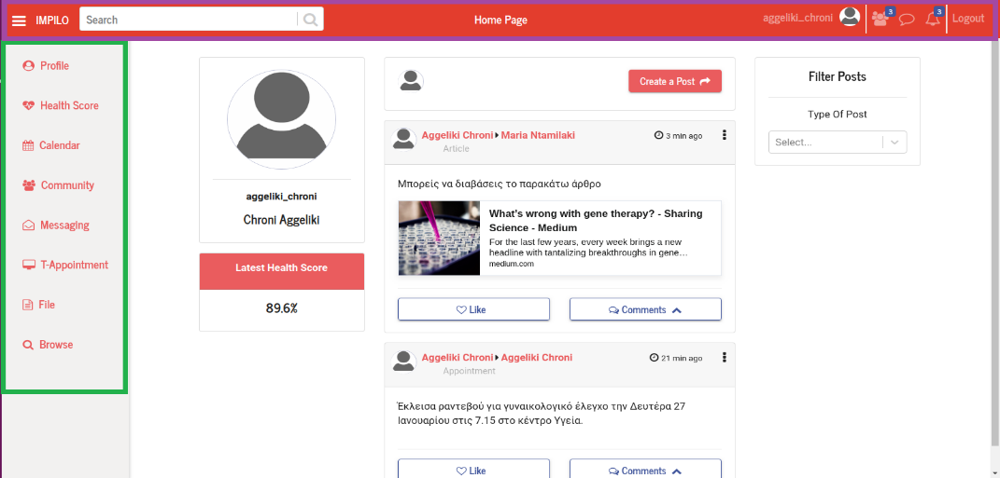 IMPILO
Search
Home Page
aggeliki_chroni
3
3
Logout
Profile
Health Score
Calendar
Community
Messaging
T-Appointment
File
Browse
aggeliki_chroni
Chroni Aggeliki
Latest Health Score
89.6%
Create a Post
Aggeliki Chroni Maria Ntamilaki
3 min ago
Article
Μπορείς να διαβάσεις το παρακάτω άρθρο
What's wrong with gene therapy? - Sharing
Science - Medium
For the last few years, every week brings a new
headline with tantalizing breakthroughs in gene…
medium.com
Like
Comments
Aggeliki Chroni Aggeliki Chroni
21 min ago
Appointment
Έκλεισα ραντεβού για γυναικολογικό έλεγχο την Δευτέρα 27
Ιανουαρίου στις 7.15 στο κέντρο Υγεία.
Like
Comments
Filter Posts
Type Of Post
Select...